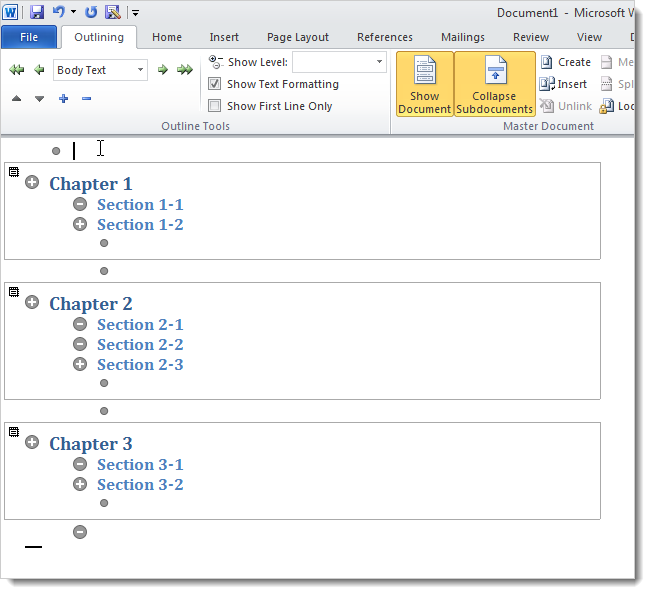 Document1 - Microsoft W
File Outlining Home Insert Page Layout References Mailings Review View
Body Text Show Level: Create Me
Show Text Formatting Show Document Collapse Subdocuments Insert Spl
Show First Line Only Unlink Loc
Outline Tools Master Document
Chapter 1
Section 1-1
Section 1-2
Chapter 2
Section 2-1
Section 2-2
Section 2-3
Chapter 3
Section 3-1
Section 3-2